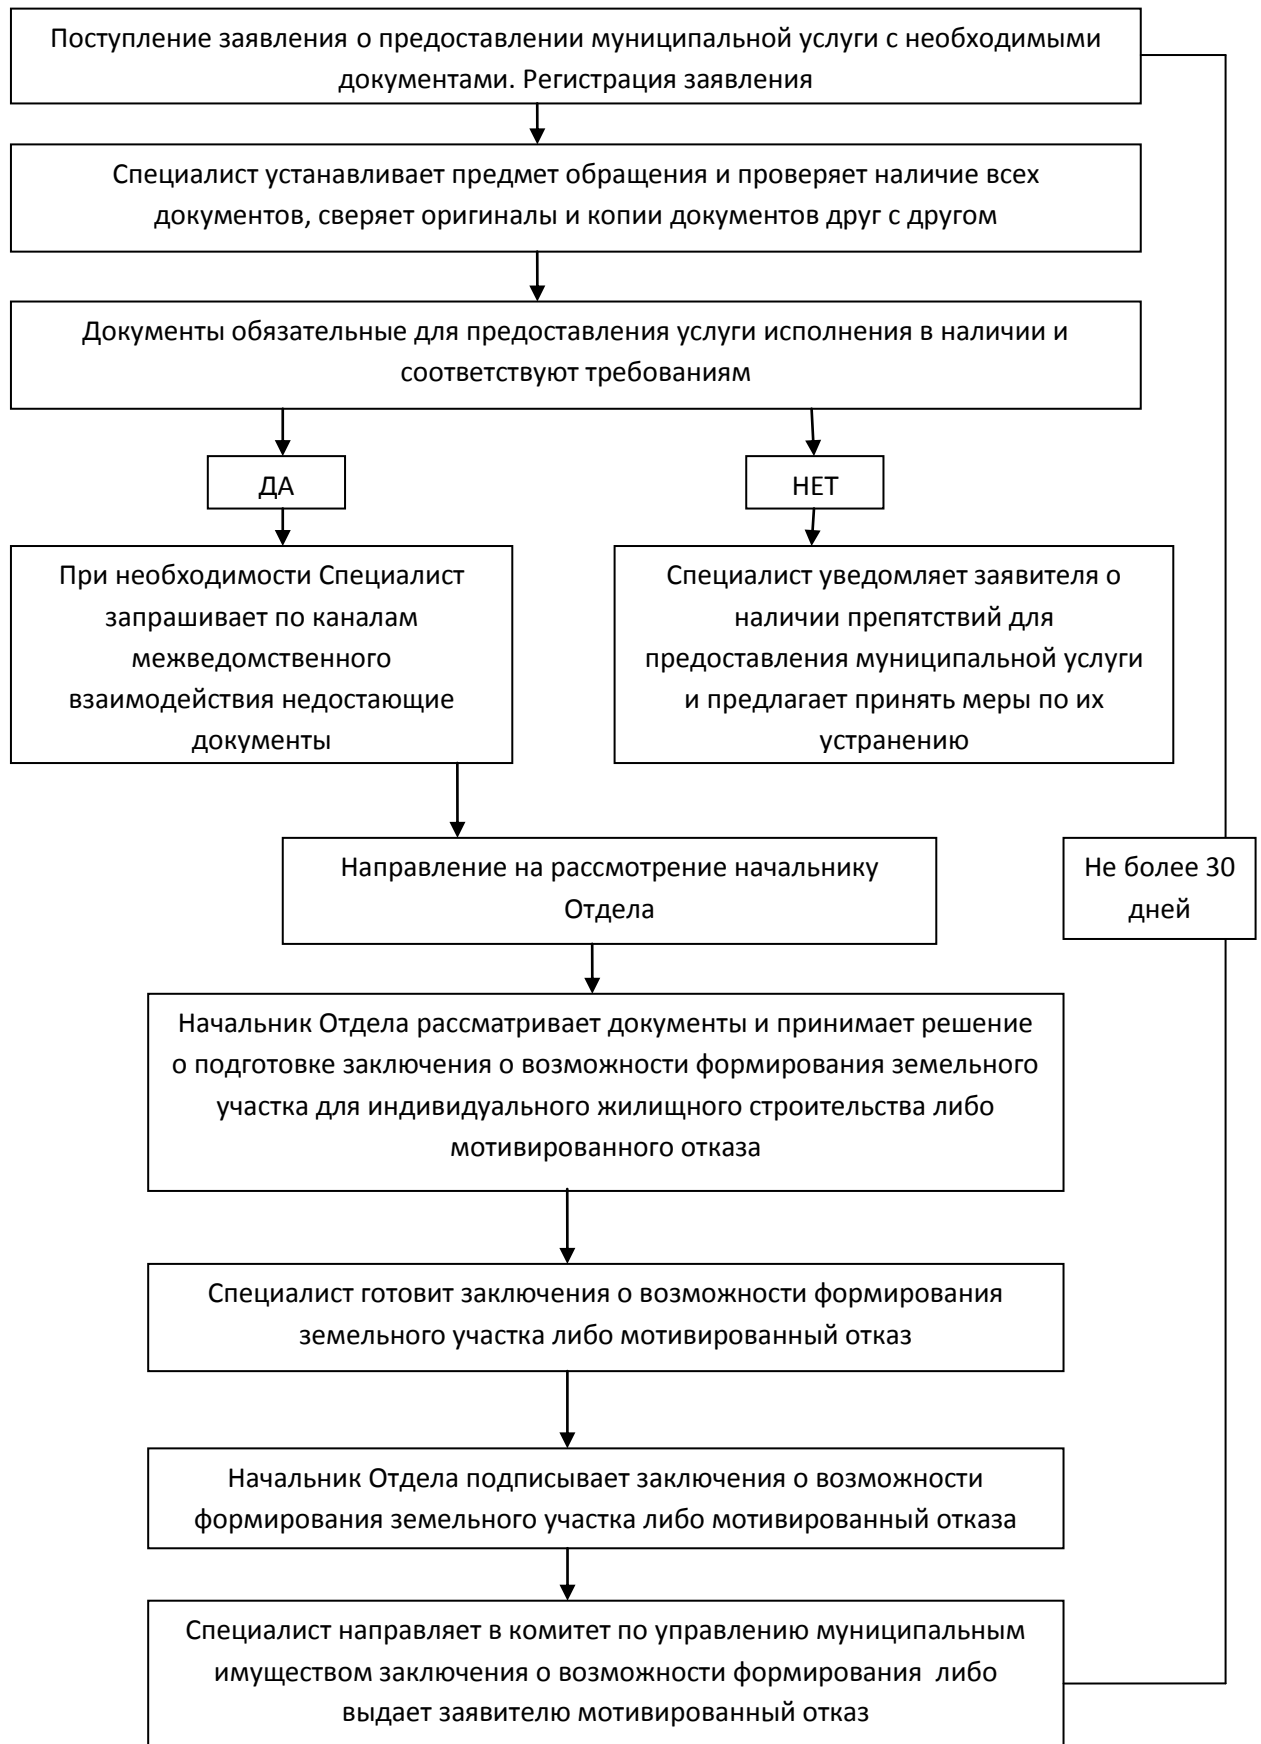 Поступление заявления о предоставлении муниципальной услуги с необходимыми
документами. Регистрация заявления
Специалист устанавливает предмет обращения и проверяет наличие всех
документов, сверяет оригиналы и копии документов друг с другом
Документы обязательные для предоставления услуги исполнения в наличии и
соответствуют требованиям
ДА
НЕТ
При необходимости Специалист
запрашивает по каналам
межведомственного
взаимодействия недостающие
документы
Специалист уведомляет заявителя о
наличии препятствий для
предоставления муниципальной услуги
и предлагает принять меры по их
устранению
Направление на рассмотрение начальнику
Отдела
Не более 30
дней
Начальник Отдела рассматривает документы и принимает решение
о подготовке заключения о возможности формирования земельного
участка для индивидуального жилищного строительства либо
мотивированного отказа
Специалист готовит заключения о возможности формирования
земельного участка либо мотивированный отказ
Начальник Отдела подписывает заключения о возможности
формирования земельного участка либо мотивированный отказа
Специалист направляет в комитет по управлению муниципальным
имуществом заключения о возможности формирования  либо
выдает заявителю мотивированный отказ